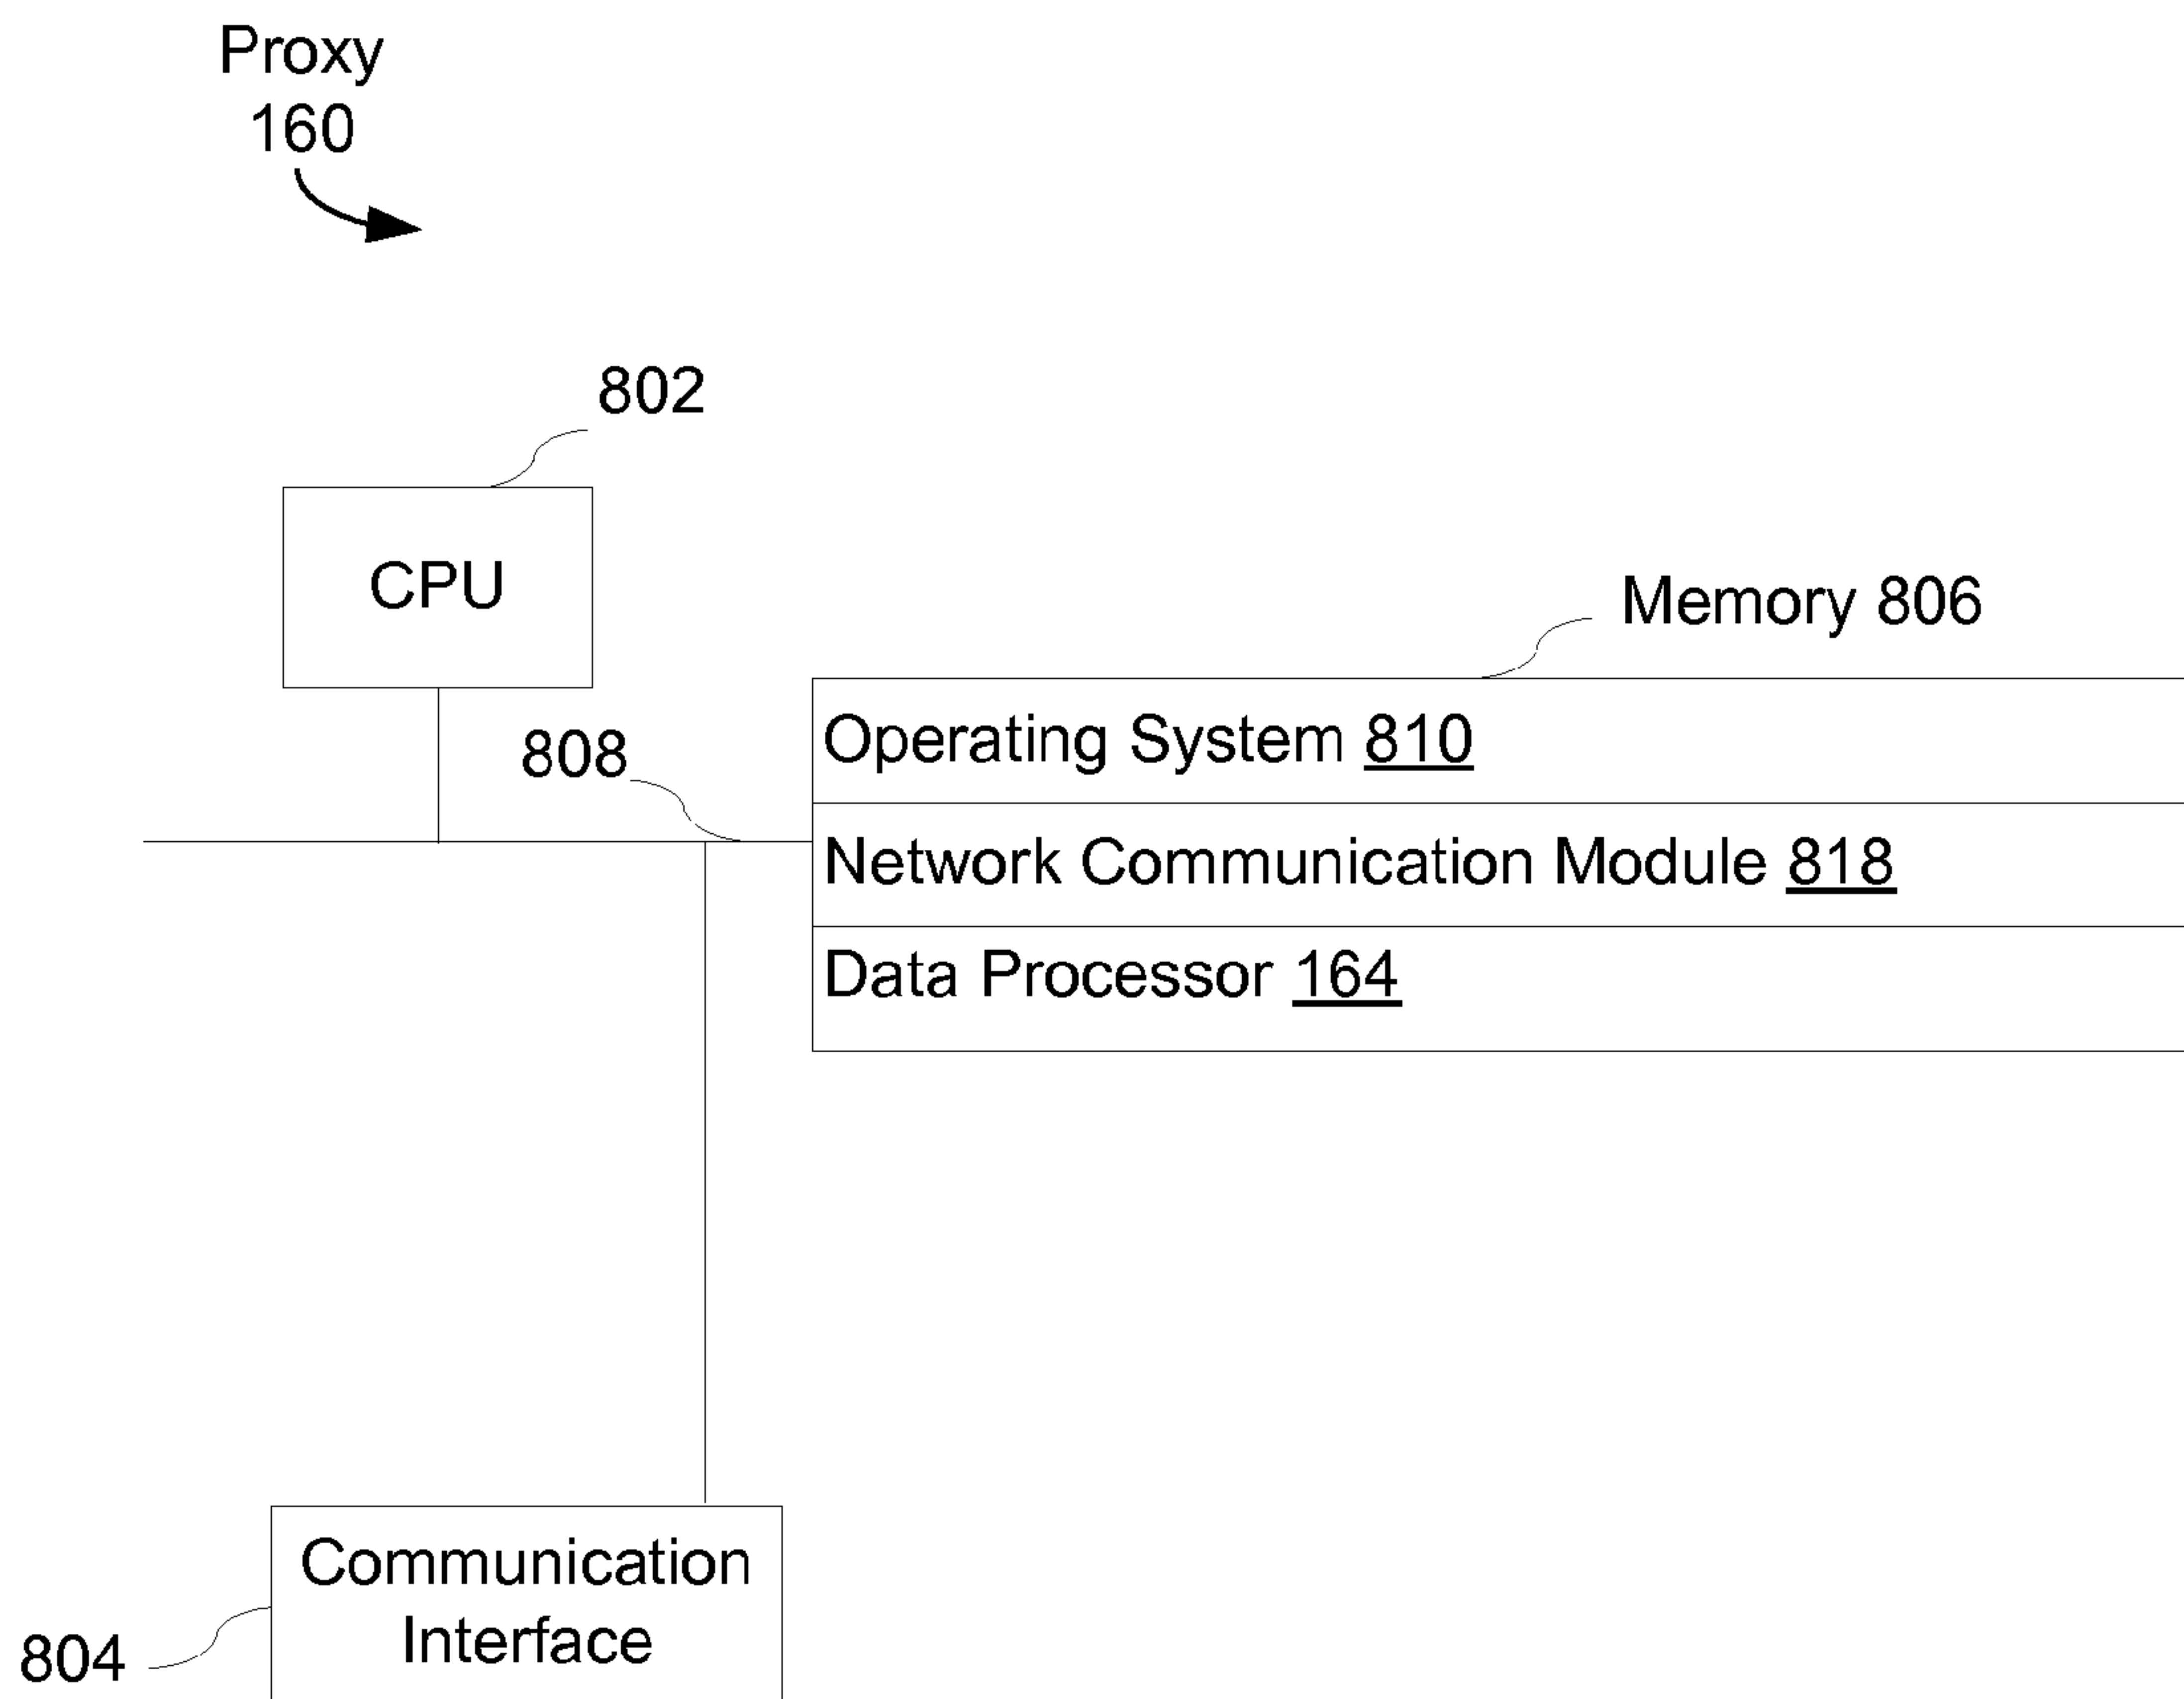 Proxy
160
802
CPU
Memory 806
808
Operating System 810
Network Communication Module 818
Data Processor 164
Communication
Interface
804